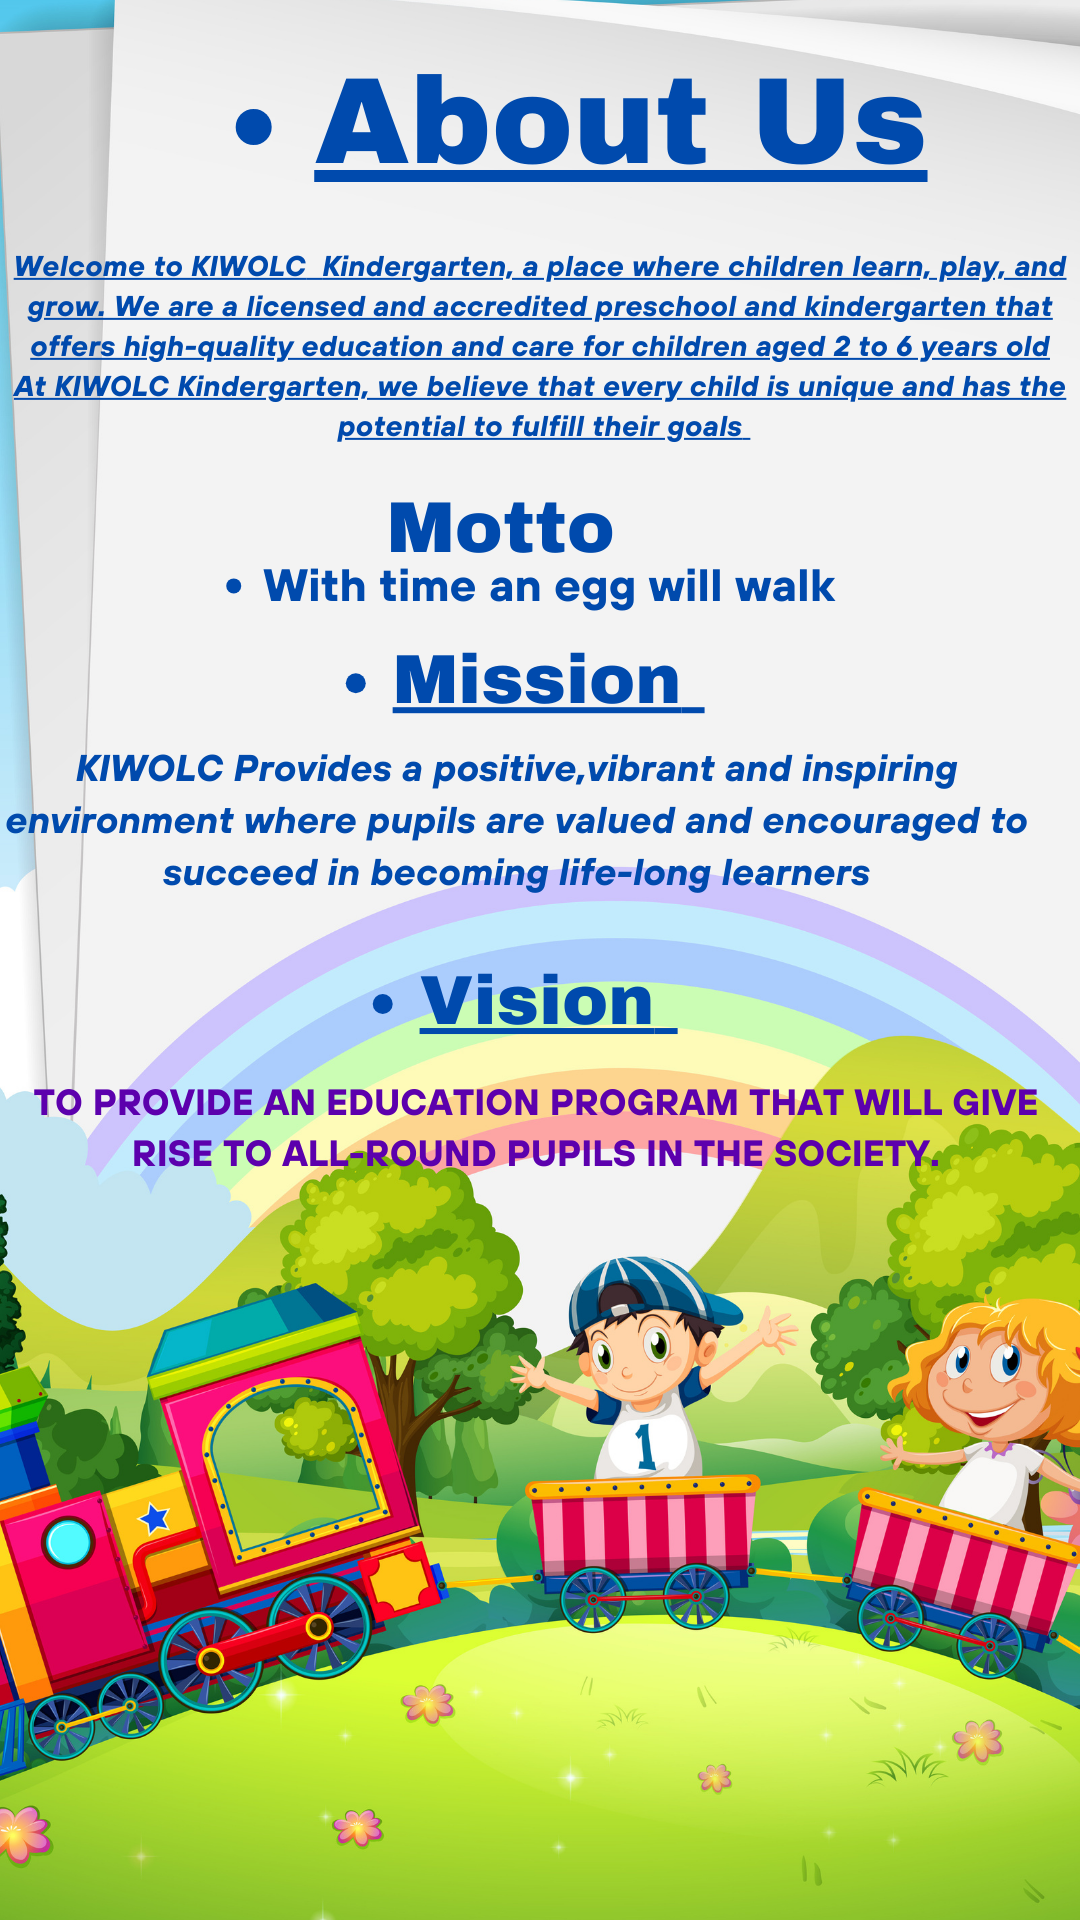 • About Us
Welcome to KIWOLC  Kindergarten, a place where children learn, play, and
grow. We are a licensed and accredited preschool and kindergarten that
offers high-quality education and care for children aged 2 to 6 years old
At KIWOLC Kindergarten, we believe that every child is unique and has the
potential to fulfill their goals
Motto
• With time an egg will walk
• Mission
KIWOLC Provides a positive,vibrant and inspiring
environment where pupils are valued and encouraged to
succeed in becoming life-long learners
• Vision
TO PROVIDE AN EDUCATION PROGRAM THAT WILL GIVE
RISE TO ALL-ROUND PUPILS IN THE SOCIETY.
1